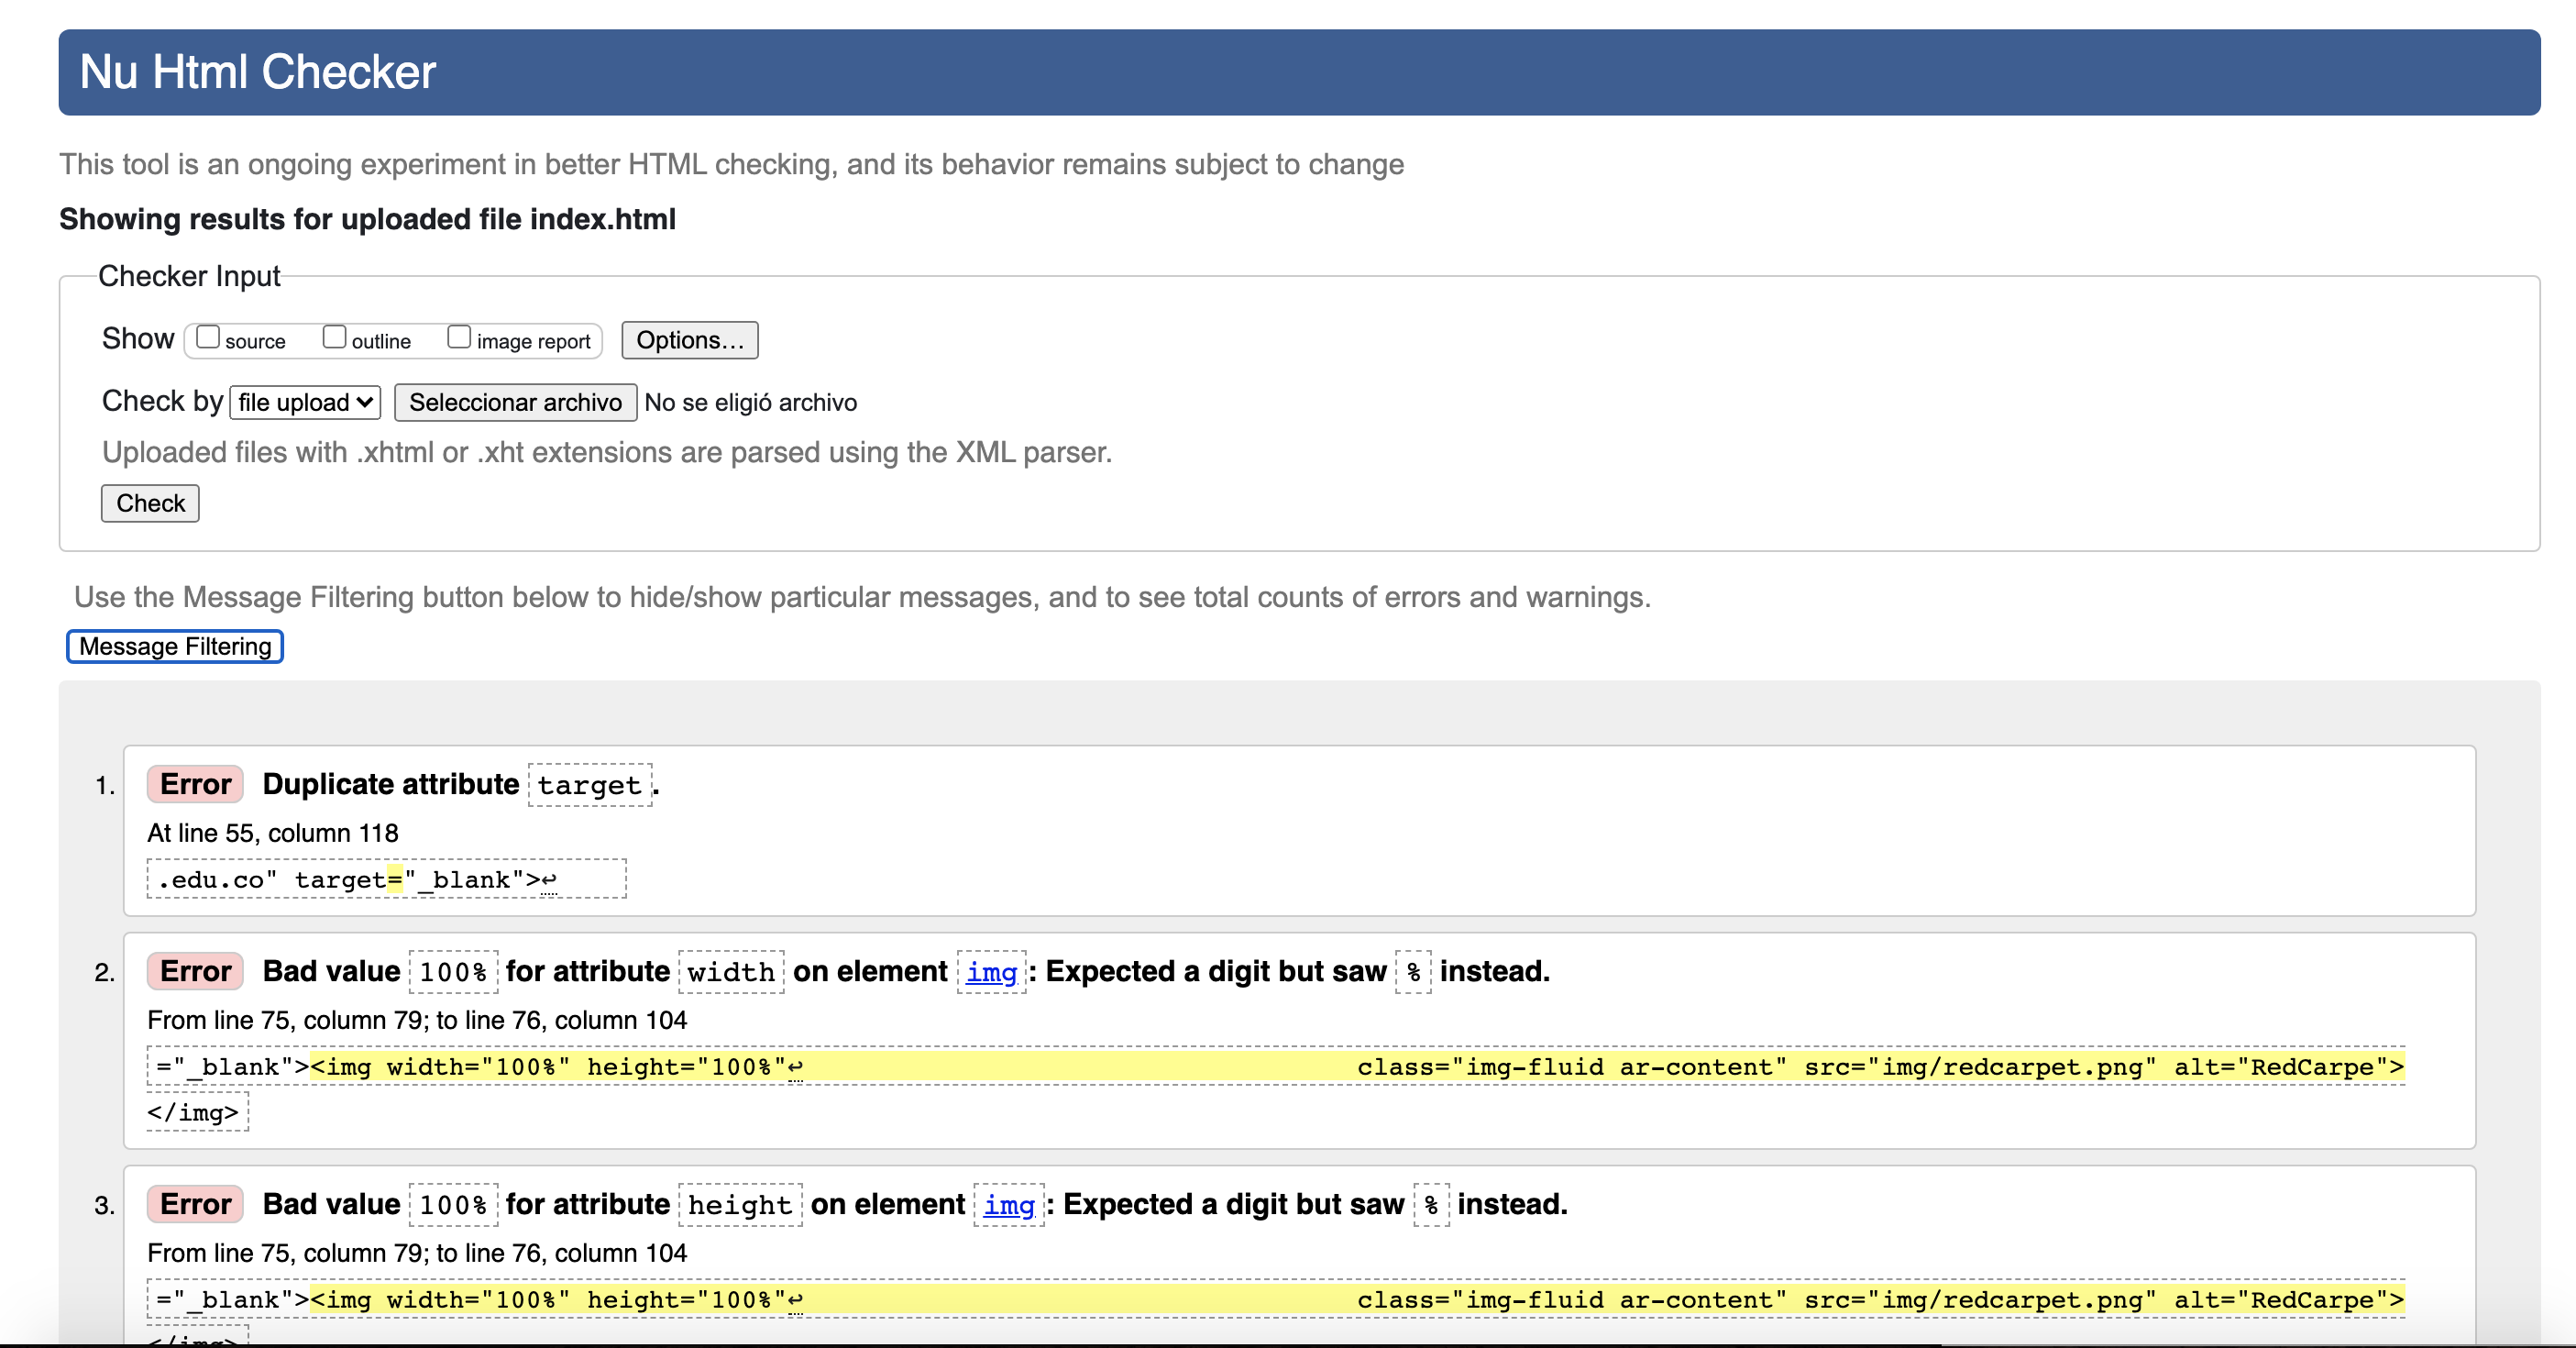 Nu Html Checker
This tool is an ongoing experiment in better HTML checking, and its behavior remains subject to change
Showing results for uploaded file index.html
Checker Input
Show source outline image report Options...
Check by file upload Seleccionar archivo No se eligió archivo
Uploaded files with .xhtml or .xht extensions are parsed using the XML parser.
Check
Use the Message Filtering button below to hide/show particular messages, and to see total counts of errors and warnings.
Message Filtering
1. Error Duplicate attribute target.
At line 55, column 118
.edu.co" target="_blank">↩
2. Error Bad value 100% for attribute width on element img: Expected a digit but saw % instead.
From line 75, column 79; to line 76, column 104
="_blank"><img width="100%" height="100%"↩ class="img-fluid ar-content" src="img/redcarpet.png" alt="RedCarpe">
</img>
3. Error Bad value 100% for attribute height on element img: Expected a digit but saw % instead.
From line 75, column 79; to line 76, column 104
="_blank"><img width="100%" height="100%"↩ class="img-fluid ar-content" src="img/redcarpet.png" alt="RedCarpe">
</img>